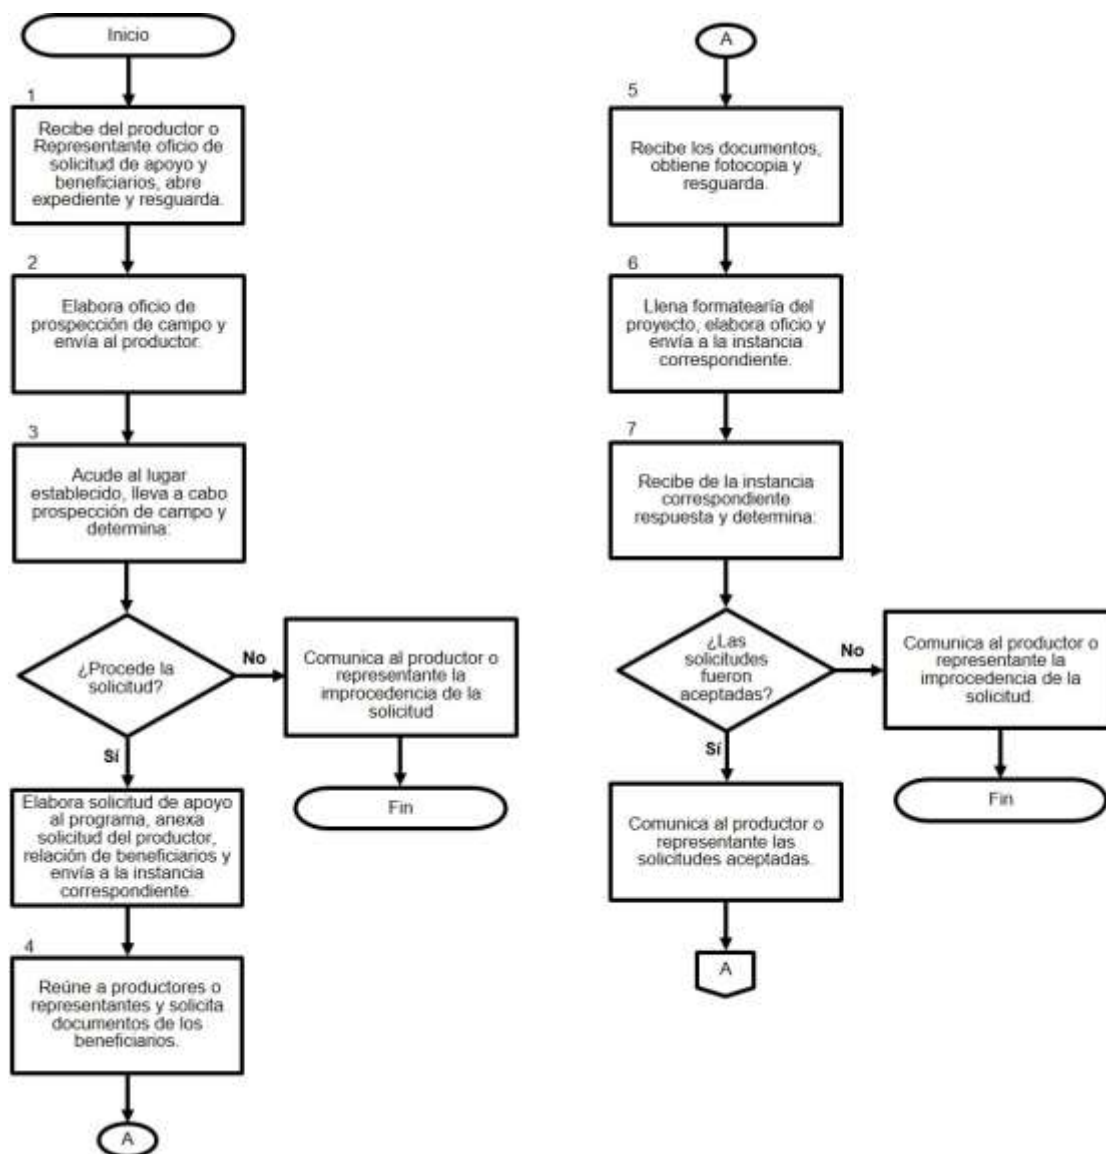 Inicio
1
Recibe del productor o
Representante oficio de
solicitud de apoyo y
beneficiarios, abre
expediente y resguarda.
2
Elabora oficio de
prospección de campo y
envía al productor.
3
Acude al lugar
establecido, lleva a cabo
prospección de campo y
determina:
¿Procede la
solicitud?
No
Comunica al productor o
representante la
improcedencia de la
solicitud
Fin
Sí
Elabora solicitud de apoyo
al programa, anexa
solicitud del productor,
relación de beneficiarios y
envía a la instancia
correspondiente.
4
Reúne a productores o
representantes y solicita
documentos de los
beneficiarios.
A
A
5
Recibe los documentos,
obtiene fotocopia y
resguarda.
6
Llena formatearía del
proyecto, elabora oficio y
envía a la instancia
correspondiente.
7
Recibe de la instancia
correspondiente
respuesta y determina:
¿Las
solicitudes
fueron
aceptadas?
No
Comunica al productor o
representante la
improcedencia de la
solicitud.
Fin
Sí
Comunica al productor o
representante las
solicitudes aceptadas.
A